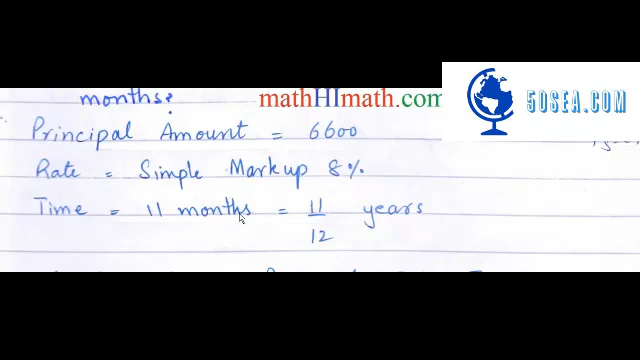 months?
mathHImath.com
50SEA.COM
Principal Amount = 6600
Rate = Simple Markup 8%
Time = 11 months = 11/12 years